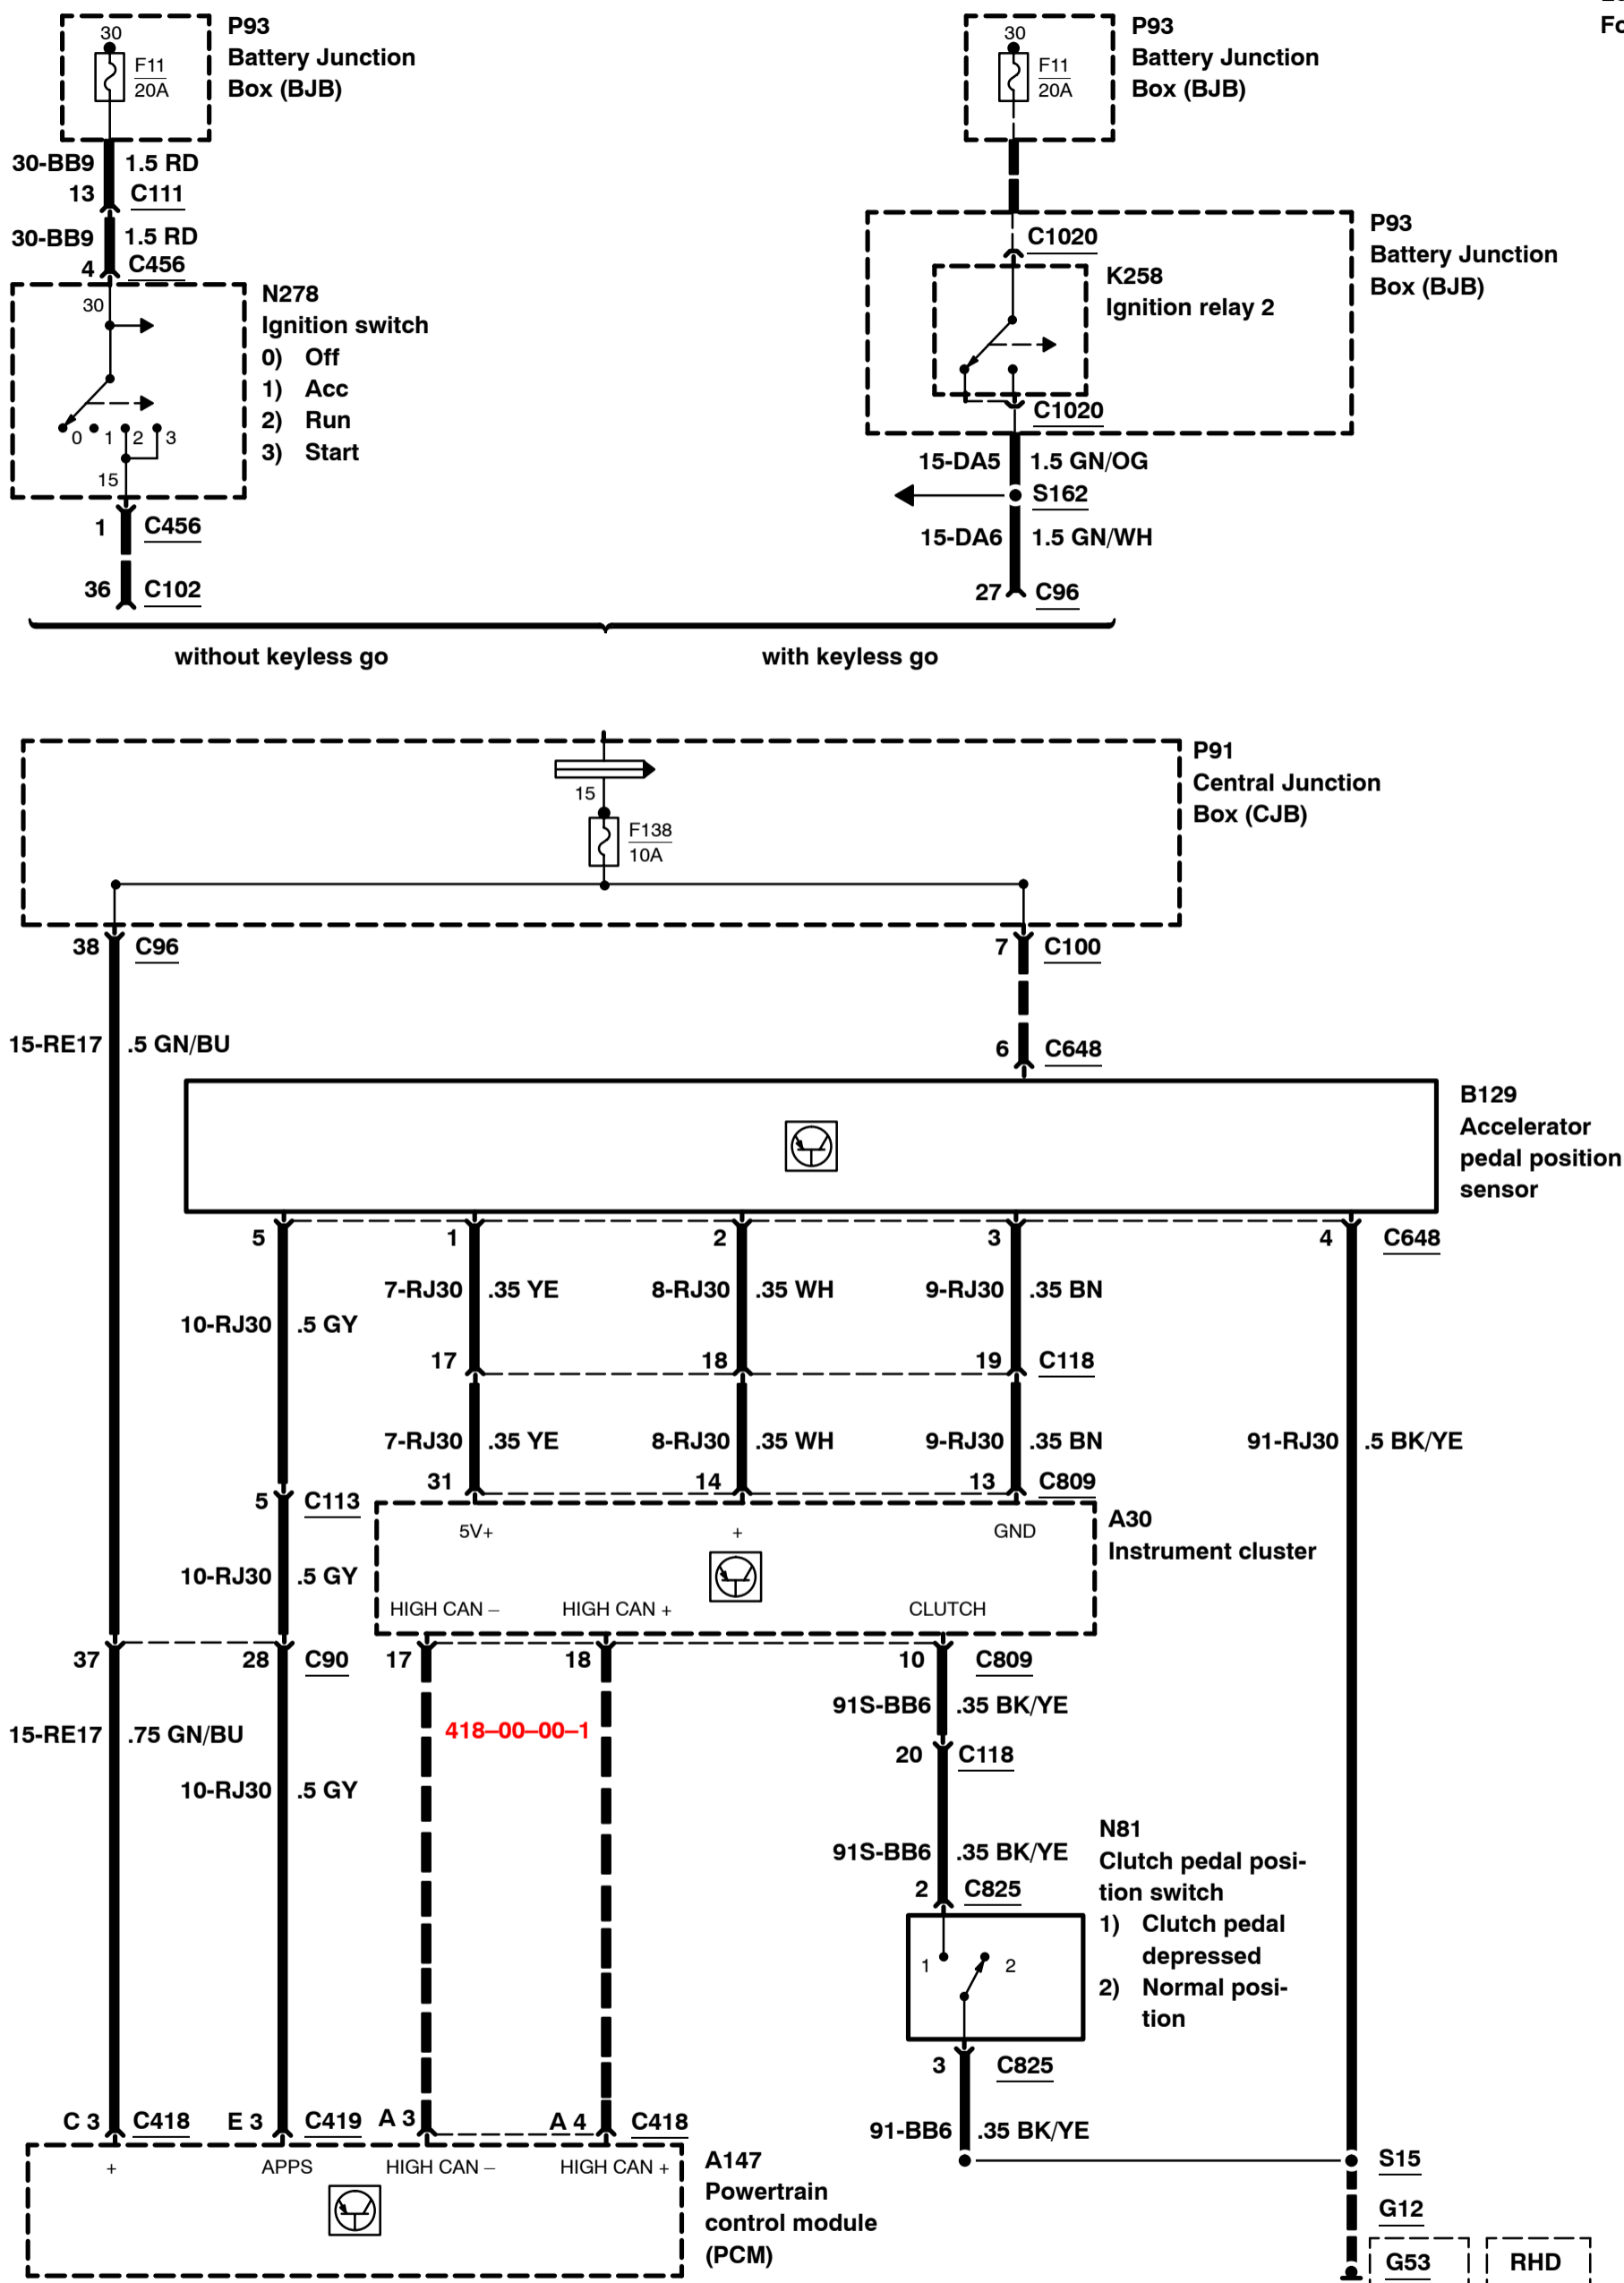 Fo
30
F11
20A
P93
Battery Junction
Box (BJB)
30-BB9 1.5 RD
13 C111
30-BB9 1.5 RD
4 C456
30
0 1 2 3
15
N278
Ignition switch
0) Off
1) Acc
2) Run
3) Start
1 C456
36 C102
30
F11
20A
P93
Battery Junction
Box (BJB)
C1020
K258
Ignition relay 2
C1020
P93
Battery Junction
Box (BJB)
15-DA5 1.5 GN/OG
S162
15-DA6 1.5 GN/WH
27 C96
without keyless go
with keyless go
15
F138
10A
P91
Central Junction
Box (CJB)
38 C96
7 C100
15-RE17 .5 GN/BU
6 C648
B129
Accelerator
pedal position
sensor
5 1 2 3 4 C648
7-RJ30 .35 YE 8-RJ30 .35 WH 9-RJ30 .35 BN
10-RJ30 .5 GY
17 18 19 C118
7-RJ30 .35 YE 8-RJ30 .35 WH 9-RJ30 .35 BN
91-RJ30 .5 BK/YE
31 14 13 C809
5 C113
5V+ + GND
A30
Instrument cluster
10-RJ30 .5 GY
HIGH CAN – HIGH CAN + CLUTCH
37 28 C90 17 18 10 C809
91S-BB6 .35 BK/YE
418–00–00–1
15-RE17 .75 GN/BU
20 C118
10-RJ30 .5 GY
91S-BB6 .35 BK/YE
2 C825
1 2
N81
Clutch pedal posi-
tion switch
1) Clutch pedal
depressed
2) Normal posi-
tion
3 C825
C 3 C418 E 3 C419 A 3 A 4 C418
91-BB6 .35 BK/YE
+ APPS HIGH CAN – HIGH CAN +
A147
Powertrain
control module
(PCM)
S15
G12
G53 RHD